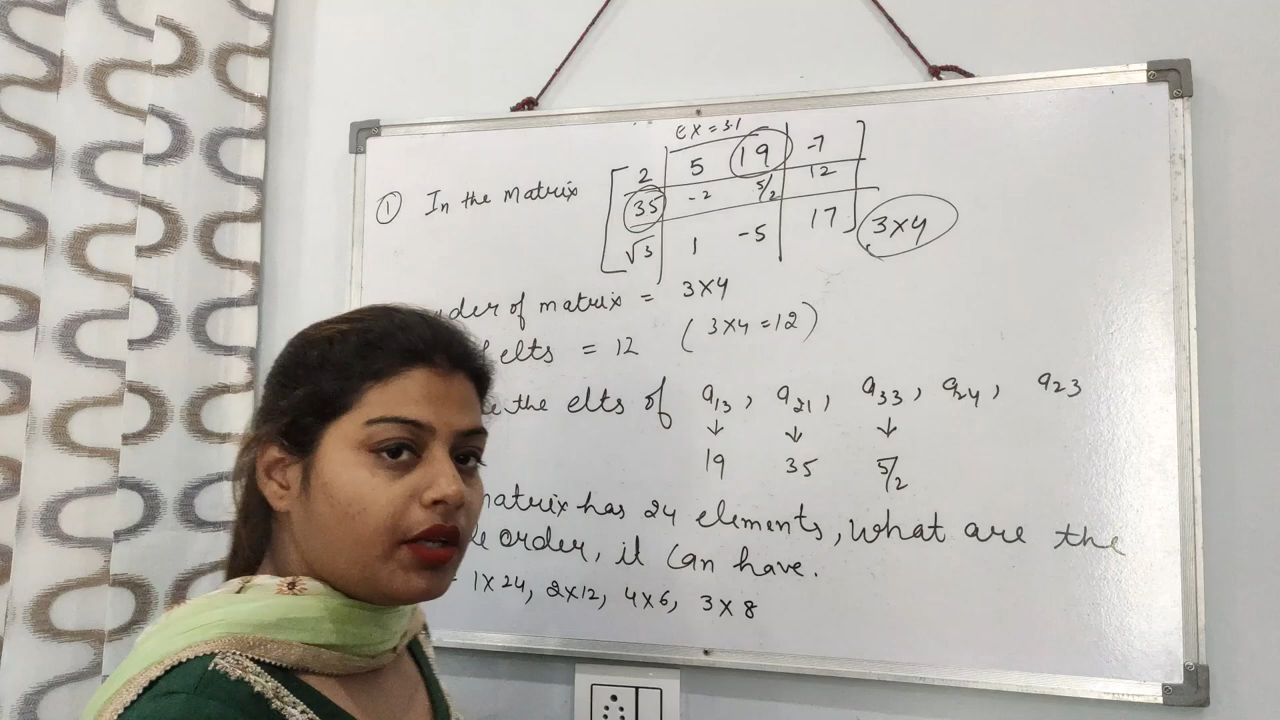 ex = 3.1
① In the matrix [ 2 5 19 -7
35 -2 5/2 12
√3 1 -5 17 ] 3×4
der of matrix = 3×4
elts = 12 (3×4 = 12)
the elts of a13, a21, a33, a24, a23
↓ ↓ ↓
19 35 5/2
matrix has 24 elements, what are the
order, it can have.
1×24, 2×12, 4×6, 3×8